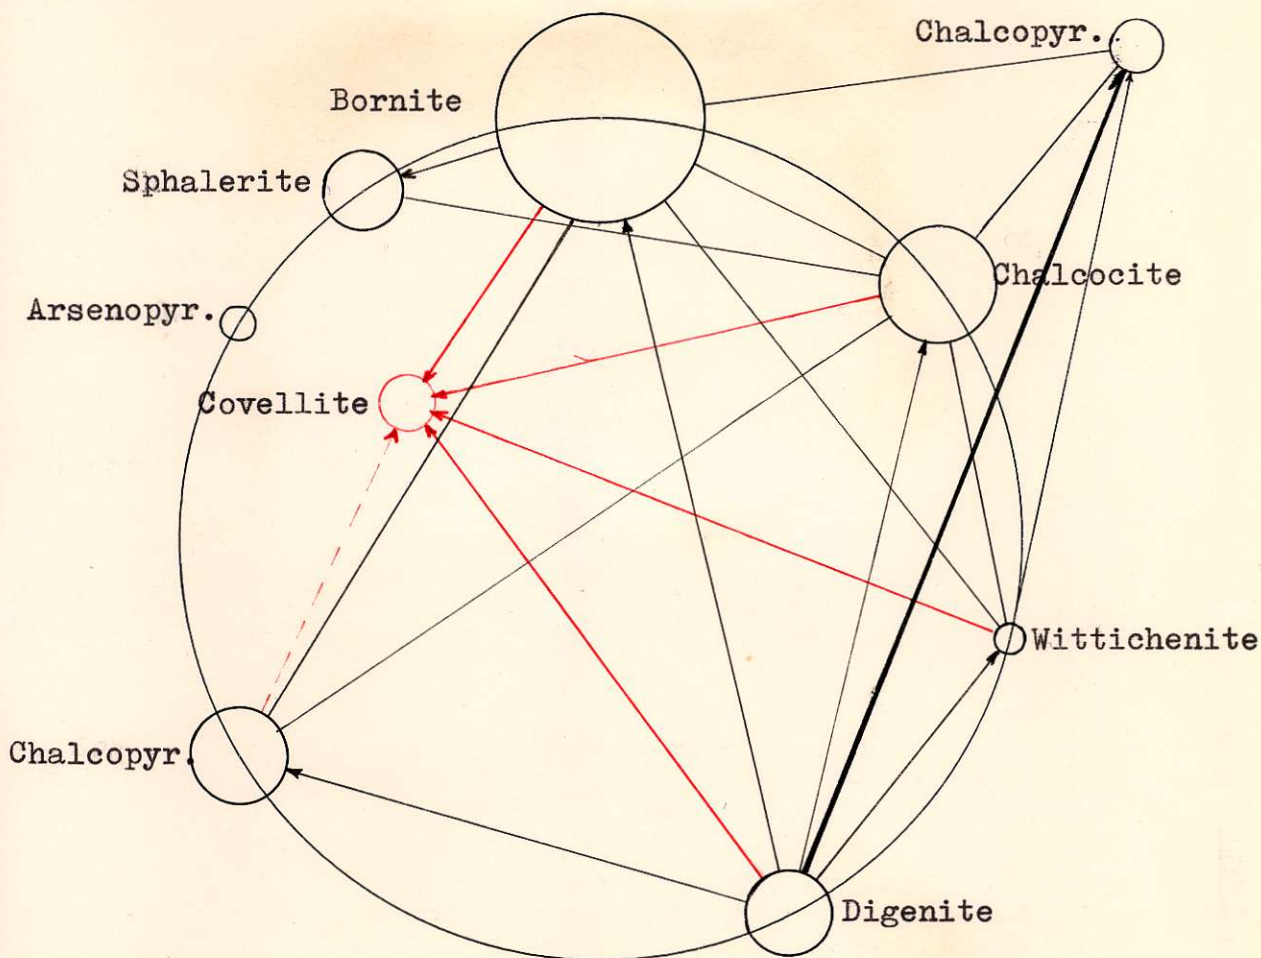 Chalcopyr.
Bornite
Sphalerite
Chalcocite
Arsenopyr.
Covellite
Wittichenite
Chalcopyr.
Digenite